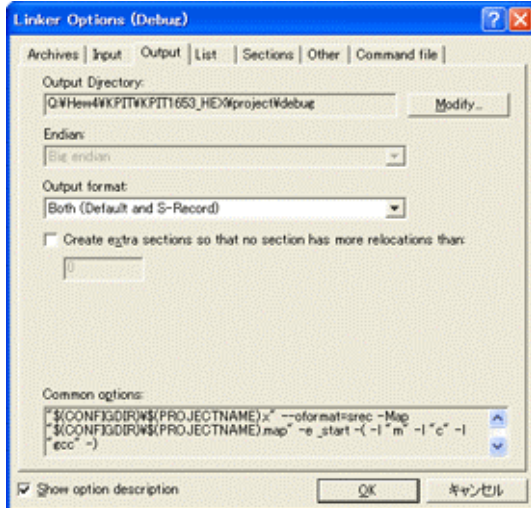 Linker Options (Debug)
Archives Input Output List Sections Other Command file
Output Directory:
Q:¥Hew4¥KPIT¥KPIT1653_HEX¥project¥debug
Modify...
Endian:
Big endian
Output format:
Both (Default and S-Record)
Create extra sections so that no section has more relocations than:
0
Common options:
"$(CONFIGDIR)¥$(PROJECTNAME).x" --oformat=srec -Map
"$(CONFIGDIR)¥$(PROJECTNAME).map" -e _start -( -l "m" -l "c" -l
"gcc" -)
Show option description
OK キャンセル